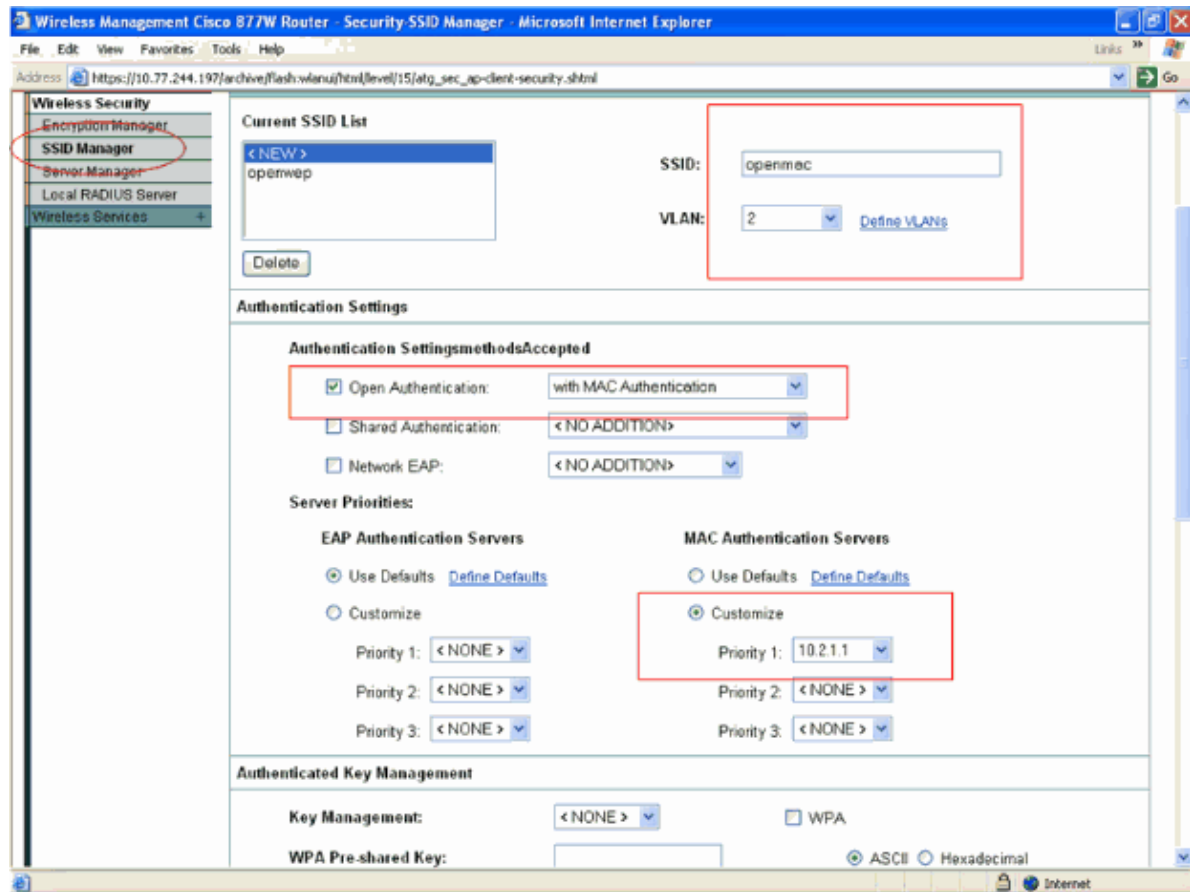 Wireless Management Cisco 877W Router - Security-SSID Manager - Microsoft Internet Explorer
File Edit View Favorites Tools Help
Links »
Address https://10.77.244.197/archive/flash:wlanui/html/level/15/atg_sec_ap-client-security.shtml
Go
Wireless Security
Encryption Manager
SSID Manager
Server Manager
Local RADIUS Server
Wireless Services +
Current SSID List
< NEW >
openwep
Delete
SSID: openmac
VLAN: 2 Define VLANs
Authentication Settings
Authentication SettingsmethodsAccepted
Open Authentication: with MAC Authentication
Shared Authentication: < NO ADDITION>
Network EAP: < NO ADDITION>
Server Priorities:
EAP Authentication Servers MAC Authentication Servers
Use Defaults Define Defaults Use Defaults Define Defaults
Customize Customize
Priority 1: < NONE > Priority 1: 10.2.1.1
Priority 2: < NONE > Priority 2: < NONE >
Priority 3: < NONE > Priority 3: < NONE >
Authenticated Key Management
Key Management: < NONE > WPA
WPA Pre-shared Key: ASCII Hexadecimal
Internet